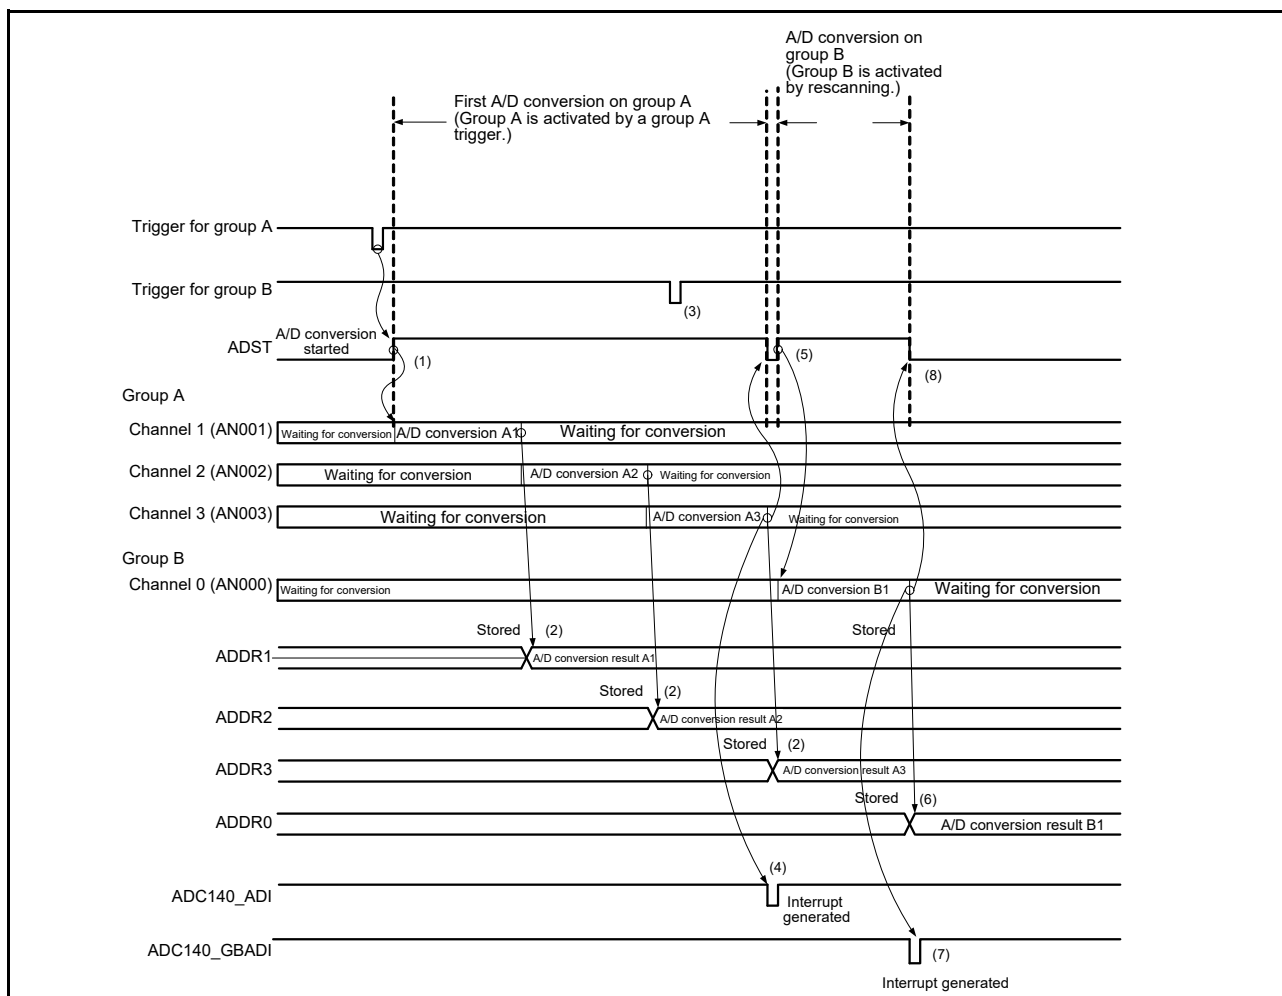 A/D conversion on
group B
(Group B is activated
by rescanning.)
First A/D conversion on group A
(Group A is activated by a group A
trigger.)
Trigger for group A
Trigger for group B
(3)
A/D conversion
started
ADST
(1)
(5)
(8)
Group A
Channel 1 (AN001)
Waiting for conversion
A/D conversion A1
Waiting for conversion
Channel 2 (AN002)
Waiting for conversion
A/D conversion A2
Waiting for conversion
Channel 3 (AN003)
Waiting for conversion
A/D conversion A3
Waiting for conversion
Group B
Channel 0 (AN000)
Waiting for conversion
A/D conversion B1
Waiting for conversion
Stored
(2)
Stored
ADDR1
A/D conversion result A1
Stored
(2)
ADDR2
A/D conversion result A2
Stored
(2)
ADDR3
A/D conversion result A3
Stored
(6)
ADDR0
A/D conversion result B1
(4)
ADC140_ADI
Interrupt
generated
ADC140_GBADI
(7)
Interrupt generated